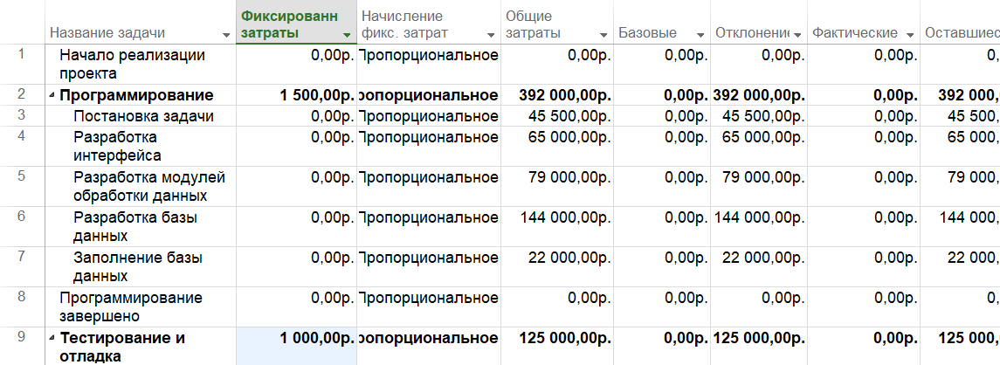 Название задачи Фиксированн затраты Начисление фикс. затрат Общие затраты Базовые Отклонение Фактические Оставшиес
1 Начало реализации проекта 0,00р. Пропорциональное 0,00р. 0,00р. 0,00р. 0,00р. 0,
2 Программирование 1 500,00р. ропорциональное 392 000,00р. 0,00р. 392 000,00р. 0,00р. 392 000,
3 Постановка задачи 0,00р. Пропорциональное 45 500,00р. 0,00р. 45 500,00р. 0,00р. 45 500,
4 Разработка интерфейса 0,00р. Пропорциональное 65 000,00р. 0,00р. 65 000,00р. 0,00р. 65 000,
5 Разработка модулей обработки данных 0,00р. Пропорциональное 79 000,00р. 0,00р. 79 000,00р. 0,00р. 79 000,
6 Разработка базы данных 0,00р. Пропорциональное 144 000,00р. 0,00р. 144 000,00р. 0,00р. 144 000,
7 Заполнение базы данных 0,00р. Пропорциональное 22 000,00р. 0,00р. 22 000,00р. 0,00р. 22 000,
8 Программирование завершено 0,00р. Пропорциональное 0,00р. 0,00р. 0,00р. 0,00р. 0,
9 Тестирование и отладка 1 000,00р. ропорциональное 125 000,00р. 0,00р. 125 000,00р. 0,00р. 125 000,